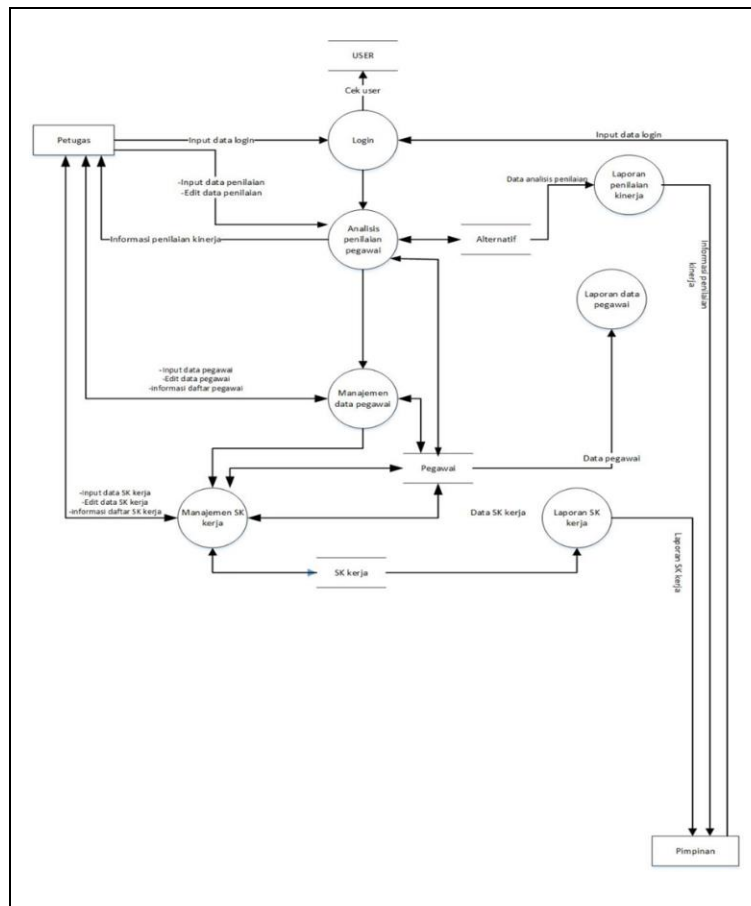 USER
Cek user
Petugas
Input data login
Login
Input data login
-Input data penilaian
-Edit data penilaian
Data analisis penilaian
Laporan
penilaian
kinerja
Informasi penilaian kinerja
Analisis
penilaian
pegawai
Alternatif
Informasi penilaian
kinerja
Laporan data
pegawai
-Input data pegawai
-Edit data pegawai
-informasi daftar pegawai
Manajemen
data pegawai
Data pegawai
Pegawai
-Input data SK kerja
-Edit data SK kerja
-informasi daftar SK kerja
Manajemen SK
kerja
Data SK kerja
Laporan SK
kerja
Laporan SK
kerja
SK kerja
Pimpinan